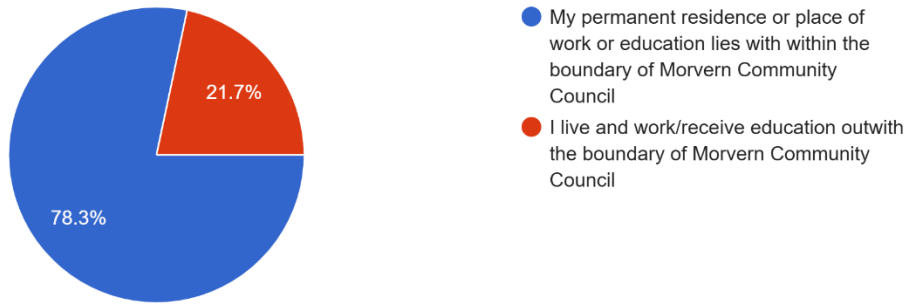 21.7%
78.3%
My permanent residence or place of
work or education lies with within the
boundary of Morvern Community
Council
I live and work/receive education outwith
the boundary of Morvern Community
Council